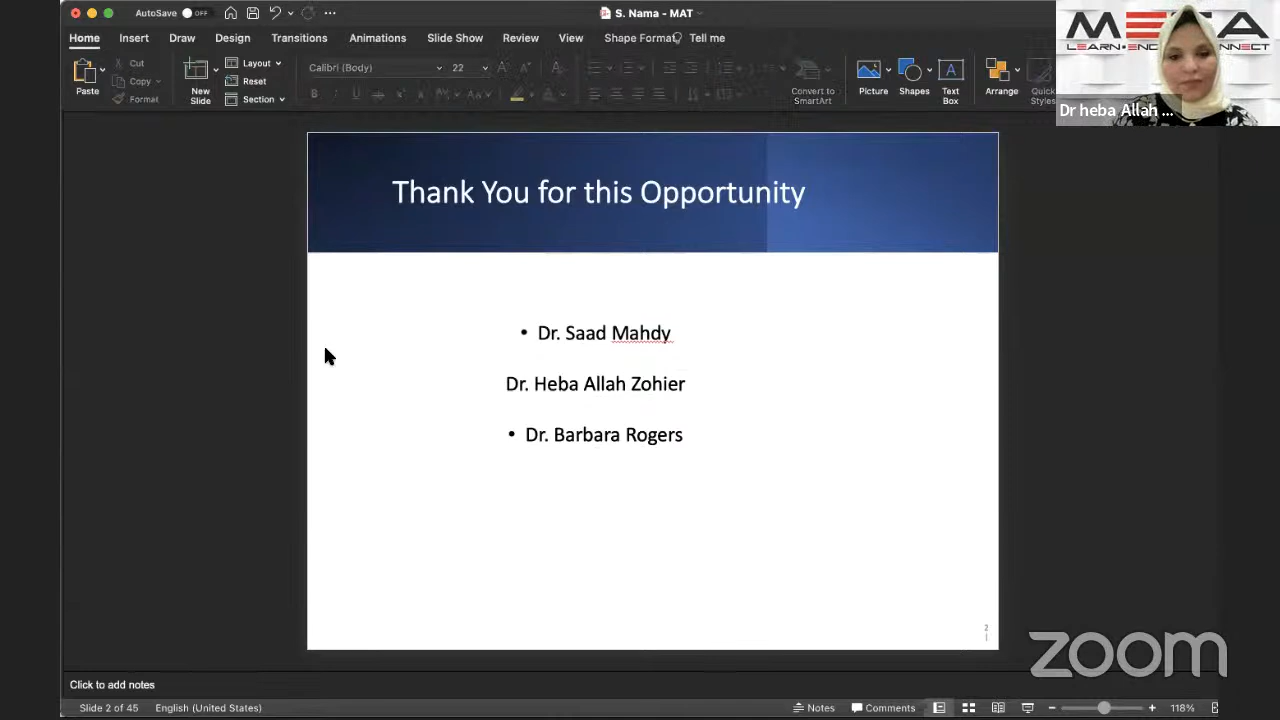 AutoSave OFF
S. Nama - MAT
Home Insert Draw Design Transitions Animations Slide Show Review View Shape Format Tell me
Paste
Cut
Copy
Format
New Slide
Layout
Reset
Section
Calibri (Body) 22
Convert to SmartArt
Picture
Shapes
Text Box
Arrange
Quick Styles
LEARN
Dr heba Allah ...
Thank You for this Opportunity
• Dr. Saad Mahdy
Dr. Heba Allah Zohier
• Dr. Barbara Rogers
2
zoom
Click to add notes
Slide 2 of 45 English (United States) Notes Comments 118%